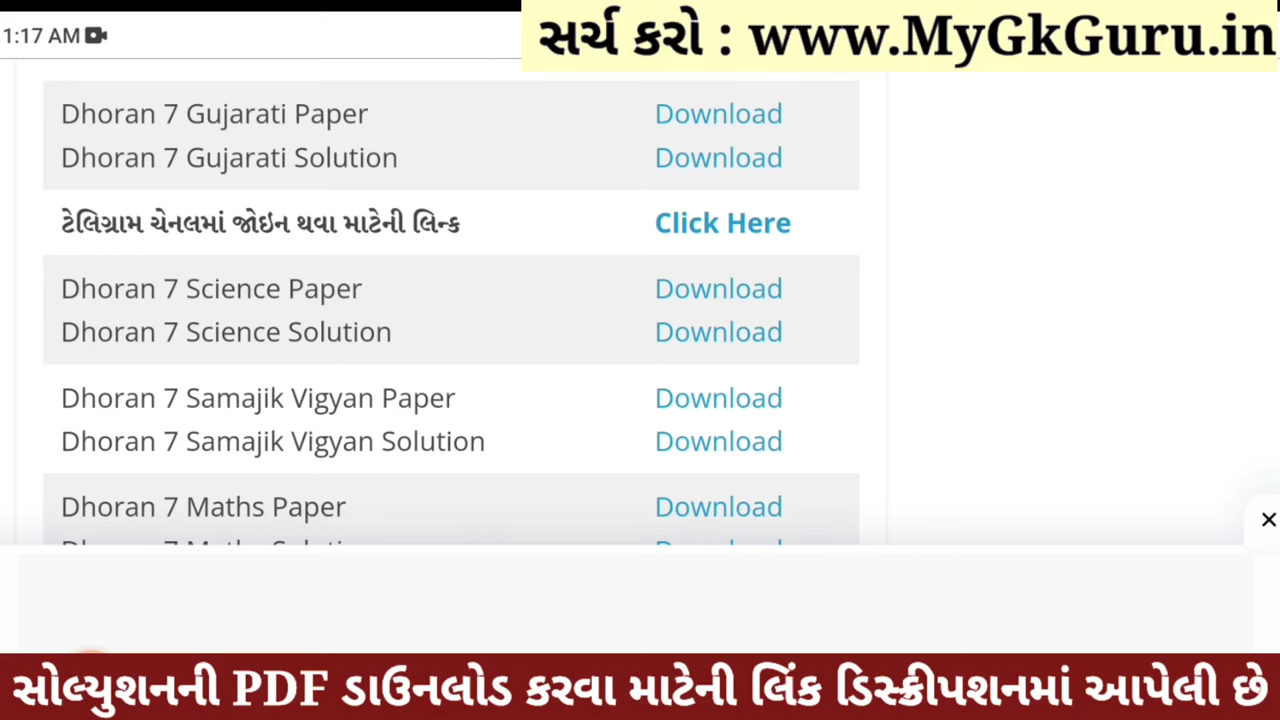 1:17 AM
સર્ચ કરો : www.MyGkGuru.in
Dhoran 7 Gujarati Paper Download
Dhoran 7 Gujarati Solution Download
ટેલિગ્રામ ચેનલમાં જોઇન થવા માટેની લિન્ક Click Here
Dhoran 7 Science Paper Download
Dhoran 7 Science Solution Download
Dhoran 7 Samajik Vigyan Paper Download
Dhoran 7 Samajik Vigyan Solution Download
Dhoran 7 Maths Paper Download
સોલ્યુશનની PDF ડાઉનલોડ કરવા માટેની લિંક ડિસ્ક્રીપશનમાં આપેલી છે